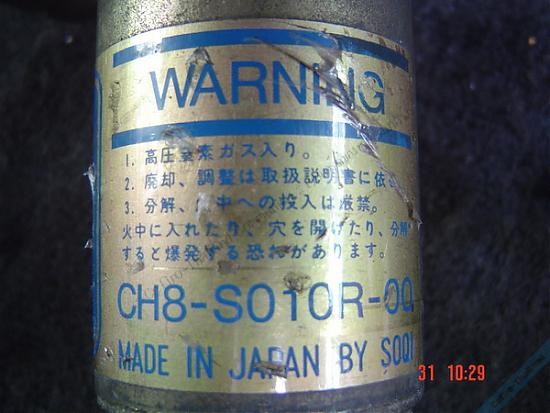 WARNING
1. 高圧窒素ガス入り。
2. 廃却、調整は取扱説明書に依
3. 分解、火中への投入は厳禁。
火中に入れたり、穴を開けたり、分解
すると爆発する恐れがあります。
CH8-S010R-00
MADE IN JAPAN BY SOQI
31 10:29